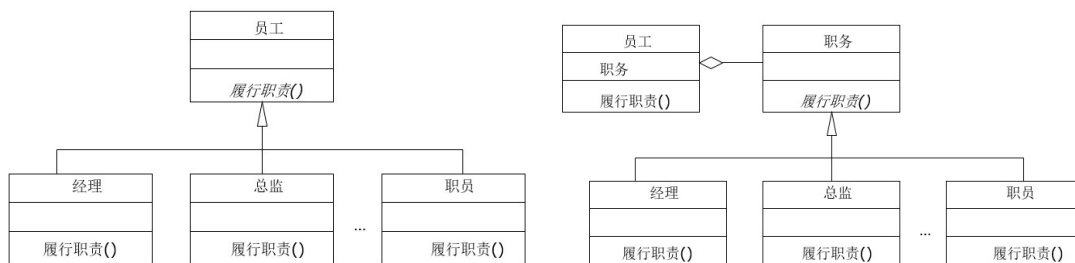 员工
履行职责()
经理
履行职责()
总监
履行职责()
...
职员
履行职责()
员工
职务
履行职责()
职务
履行职责()
经理
履行职责()
总监
履行职责()
...
职员
履行职责()